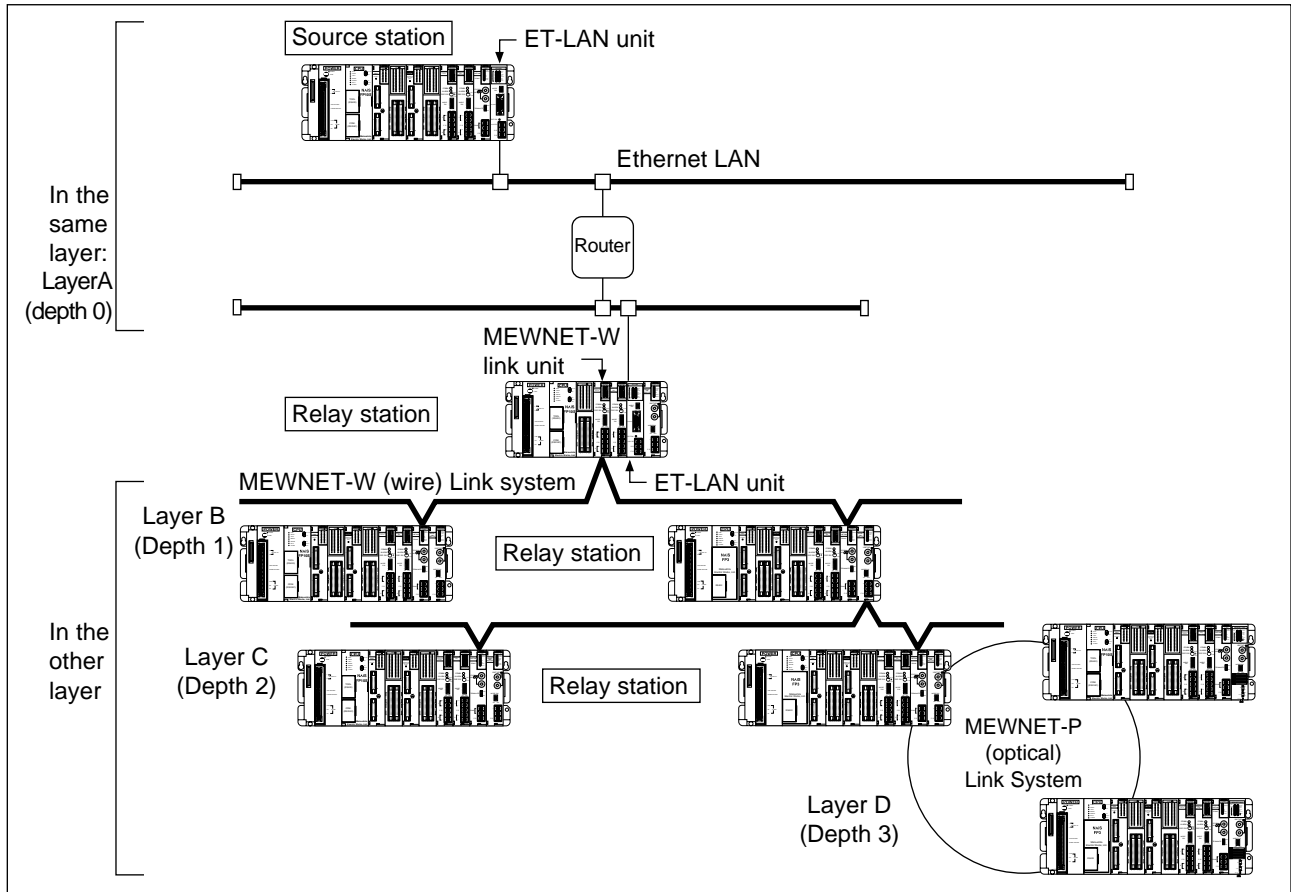 Source station
ET-LAN unit
Ethernet LAN
In the
same
layer:
LayerA
(depth 0)
Router
MEWNET-W
link unit
Relay station
MEWNET-W (wire) Link system
ET-LAN unit
Layer B
(Depth 1)
Relay station
In the
other
layer
Layer C
(Depth 2)
Relay station
MEWNET-P
(optical)
Link System
Layer D
(Depth 3)